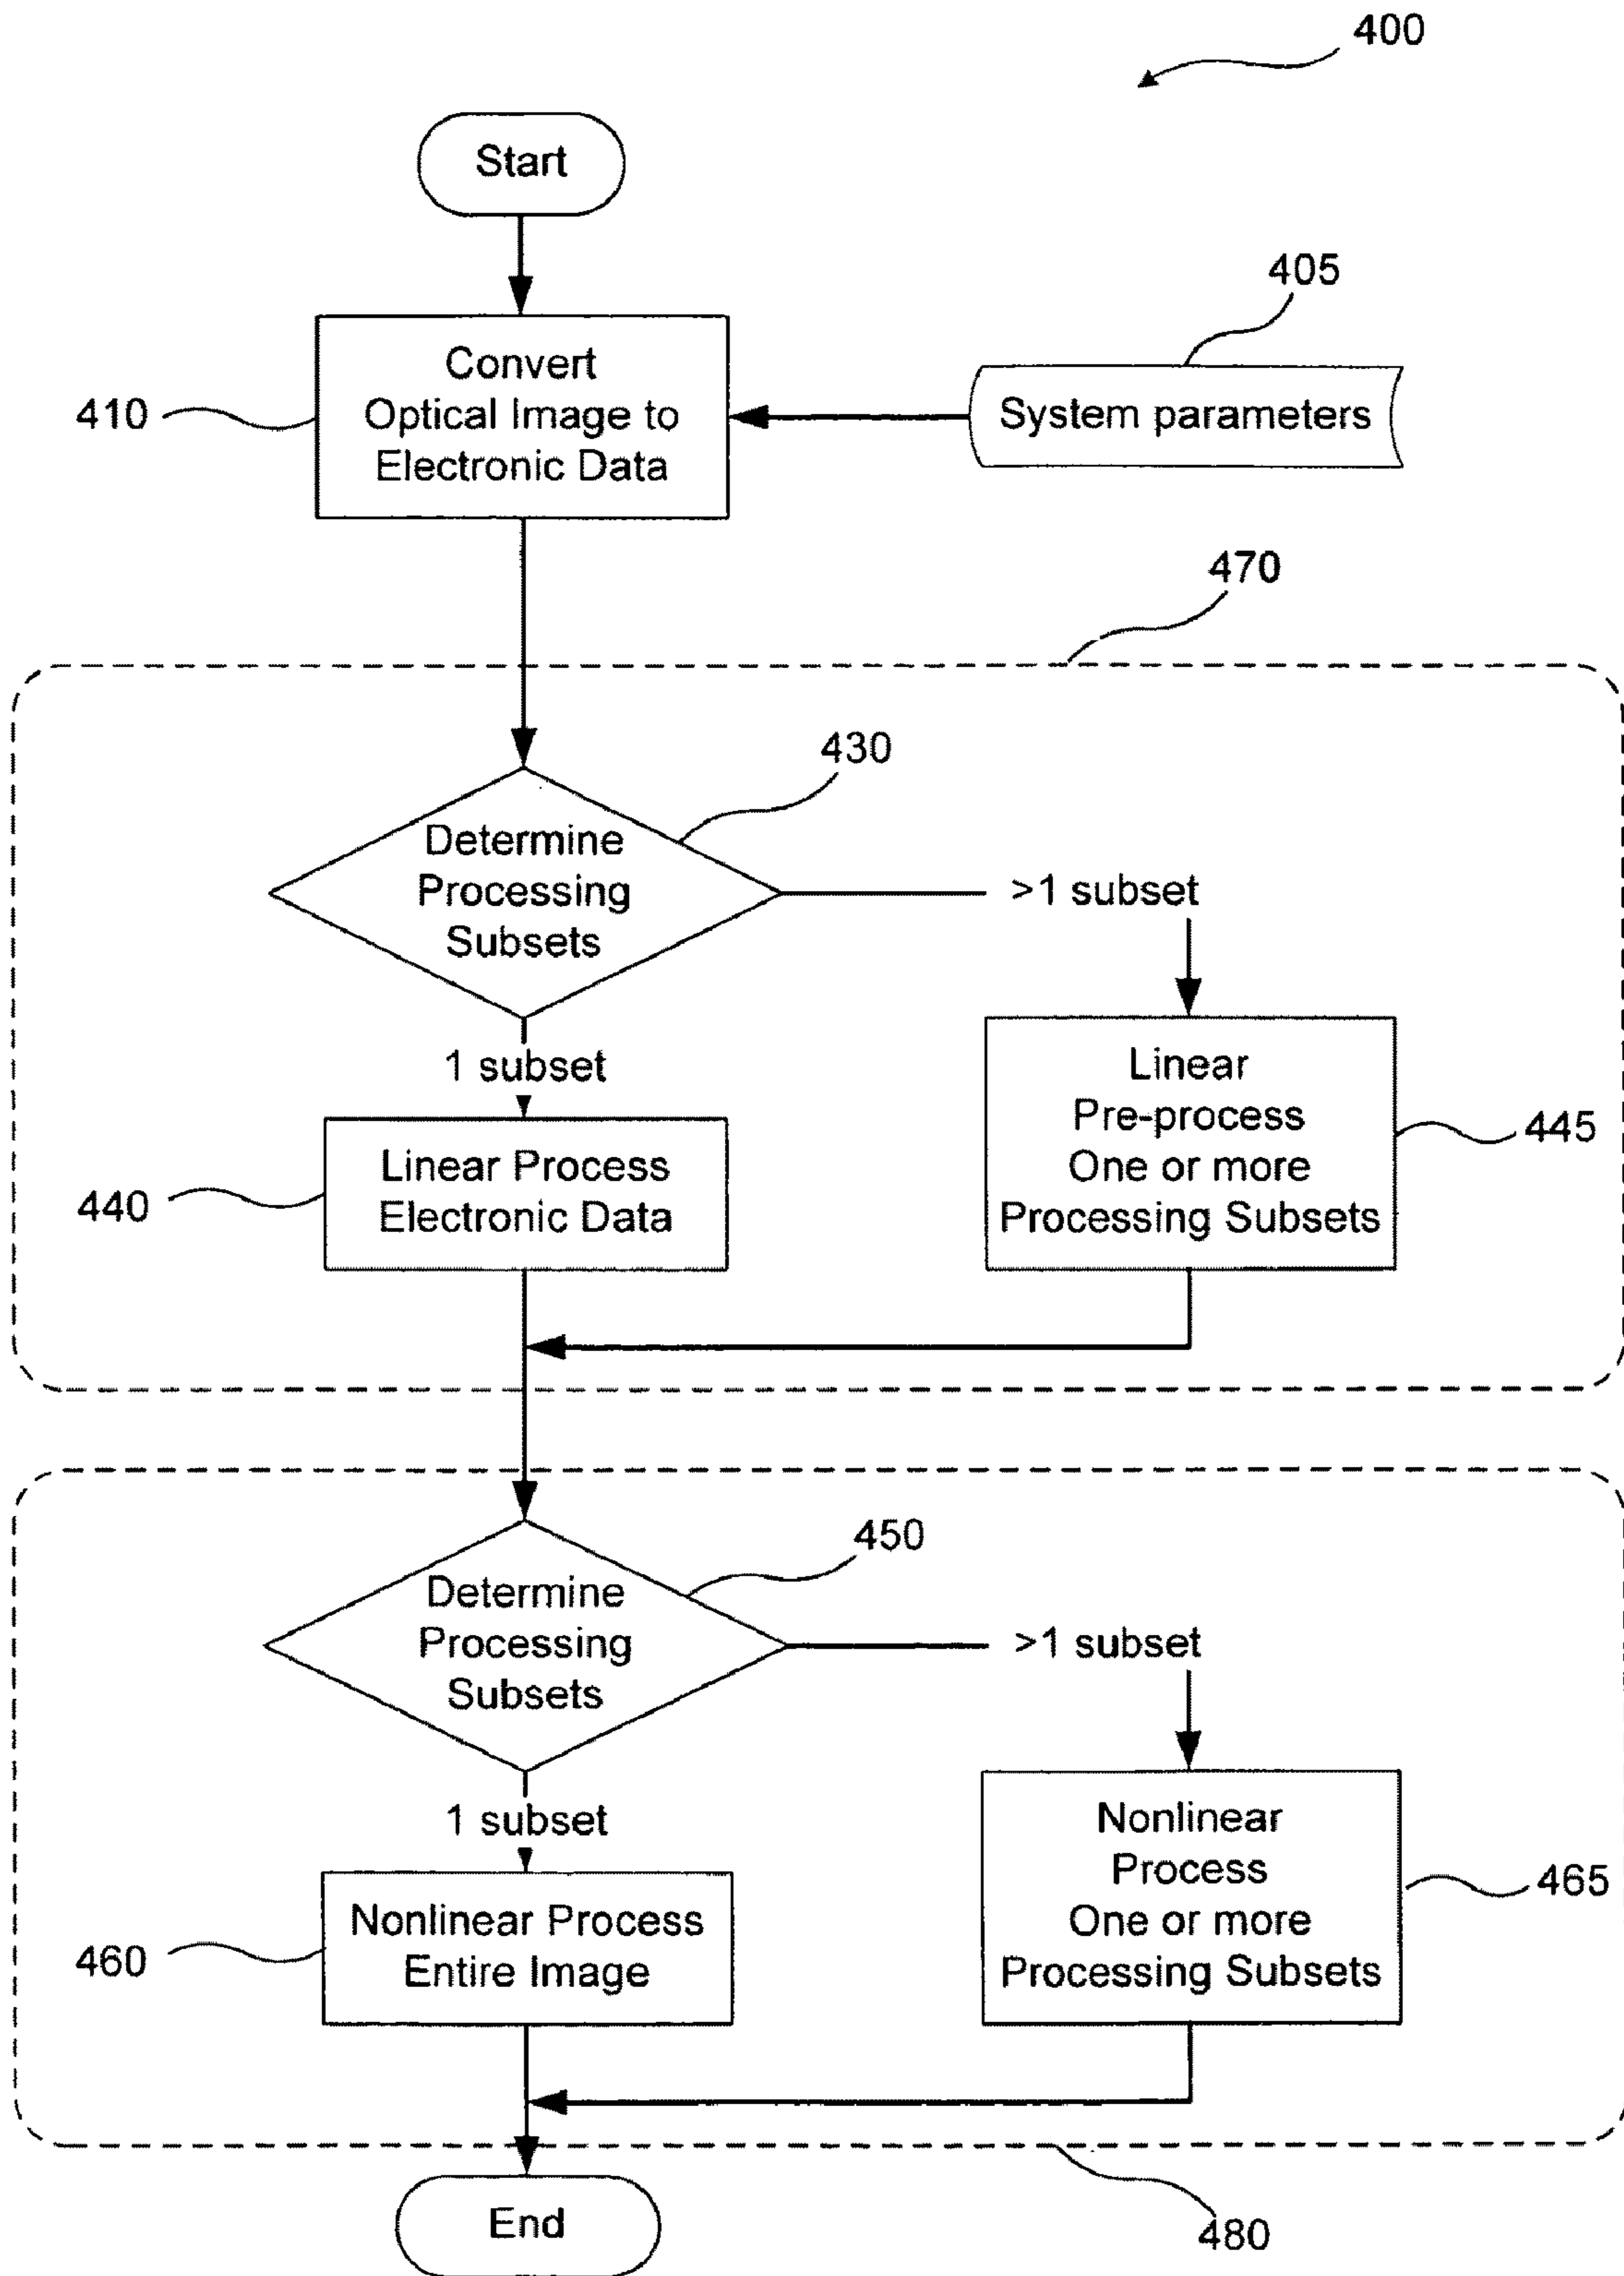 400
Start
405
Convert
Optical Image to
Electronic Data
410
System parameters
470
430
Determine
Processing
Subsets
>1 subset
1 subset
Linear
Pre-process
One or more
Processing Subsets
445
Linear Process
Electronic Data
440
450
Determine
Processing
Subsets
>1 subset
1 subset
Nonlinear
Process
One or more
Processing Subsets
465
Nonlinear Process
Entire Image
460
End
480